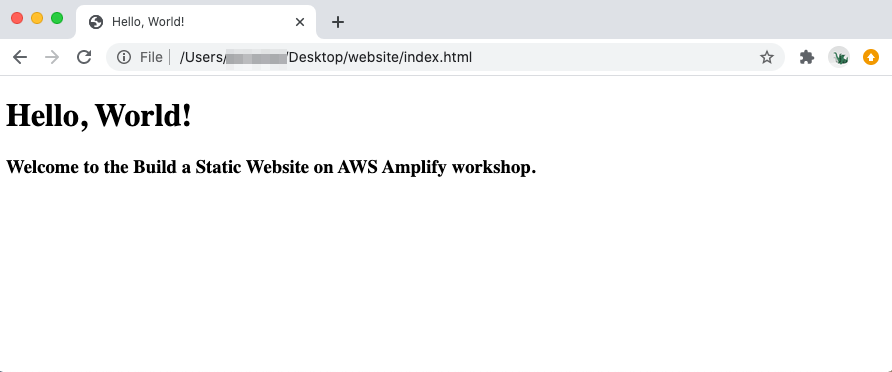 Hello, World!
File /Users/ /Desktop/website/index.html
Hello, World!
Welcome to the Build a Static Website on AWS Amplify workshop.